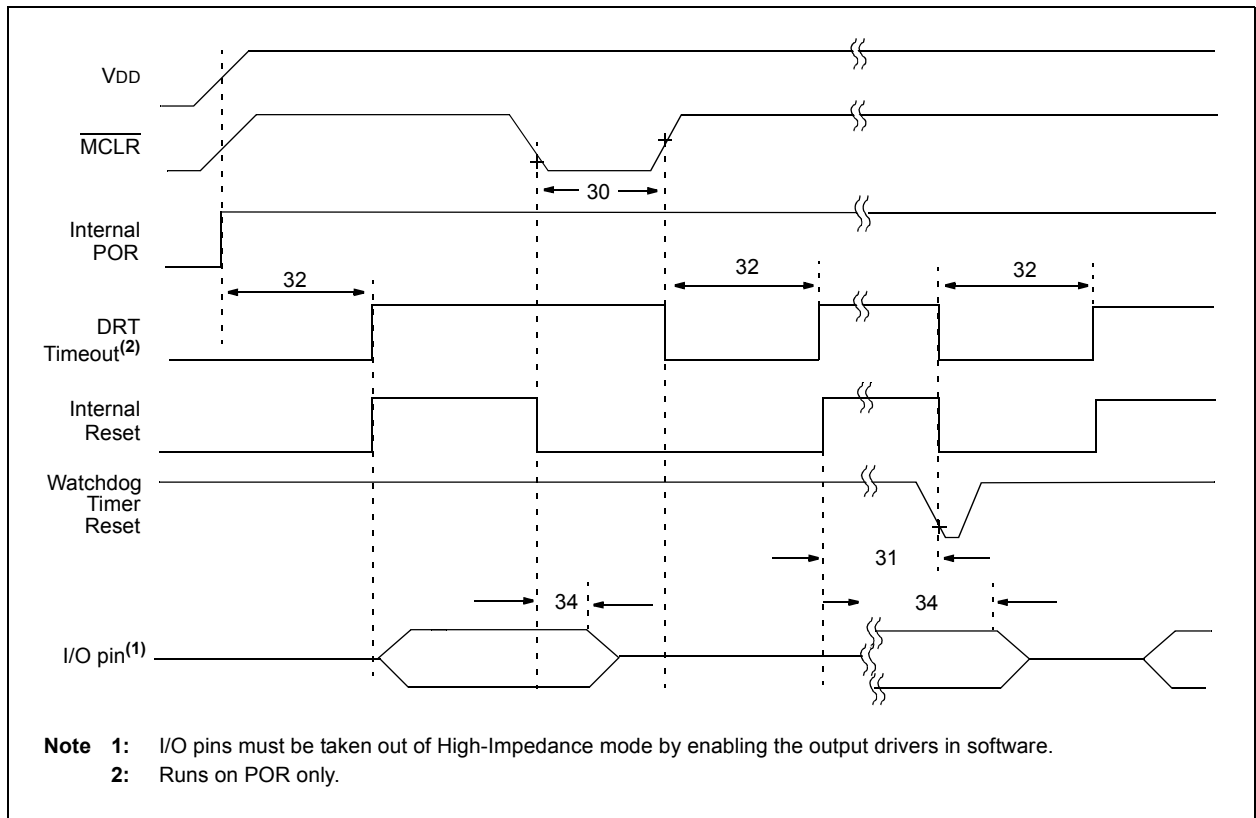 VDD
MCLR
30
Internal
POR
32
32
32
DRT
Timeout(2)
Internal
Reset
Watchdog
Timer
Reset
31
34
34
I/O pin(1)
Note 1: I/O pins must be taken out of High-Impedance mode by enabling the output drivers in software.
2: Runs on POR only.